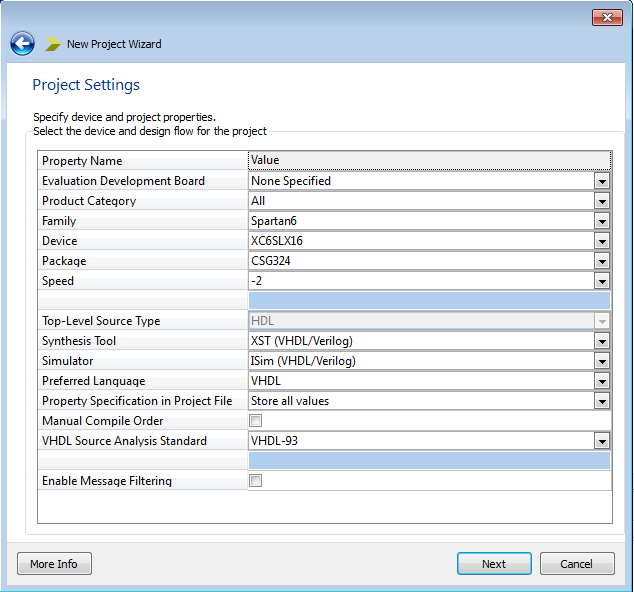 New Project Wizard
Project Settings
Specify device and project properties.
Select the device and design flow for the project
Property Name Value
Evaluation Development Board None Specified
Product Category All
Family Spartan6
Device XC6SLX16
Package CSG324
Speed -2
Top-Level Source Type HDL
Synthesis Tool XST (VHDL/Verilog)
Simulator ISim (VHDL/Verilog)
Preferred Language VHDL
Property Specification in Project File Store all values
Manual Compile Order
VHDL Source Analysis Standard VHDL-93
Enable Message Filtering
More Info Next Cancel